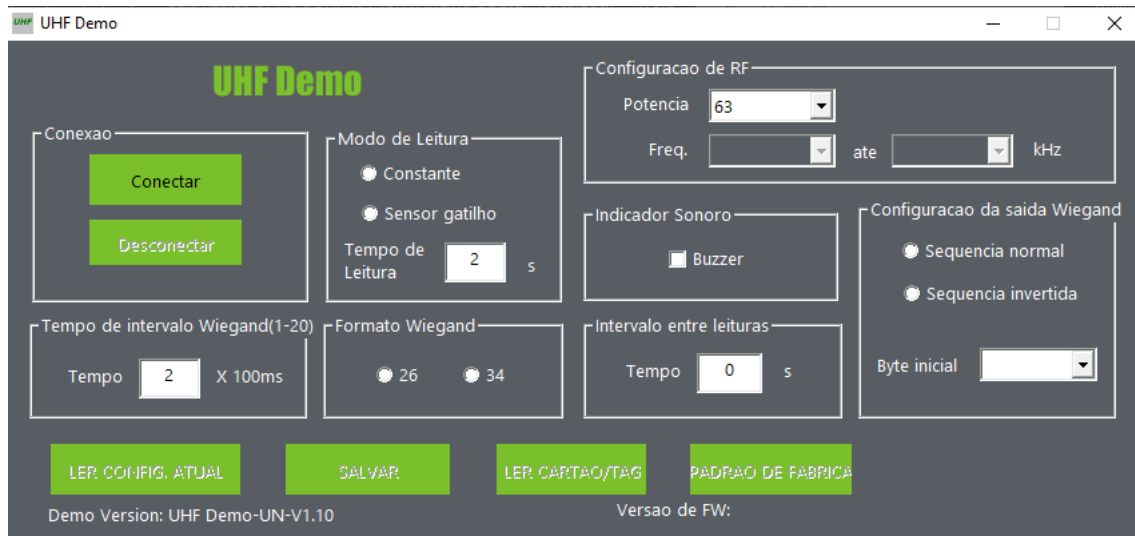 UHF UHF Demo
UHF Demo
Conexao
Conectar
Desconectar
Modo de Leitura
Constante
Sensor gatilho
Tempo de
Leitura
2 s
Configuracao de RF
Potencia 63
Freq. ate kHz
Indicador Sonoro
Buzzer
Configuracao da saida Wiegand
Sequencia normal
Sequencia invertida
Byte inicial
Tempo de intervalo Wiegand(1-20)
Tempo 2 X 100ms
Formato Wiegand
26 34
Intervalo entre leituras
Tempo 0 s
LER CONFIG. ATUAL SALVAR LER CARTAO/TAG PADRAO DE FABRICA
Demo Version: UHF Demo-UN-V1.10 Versao de FW: